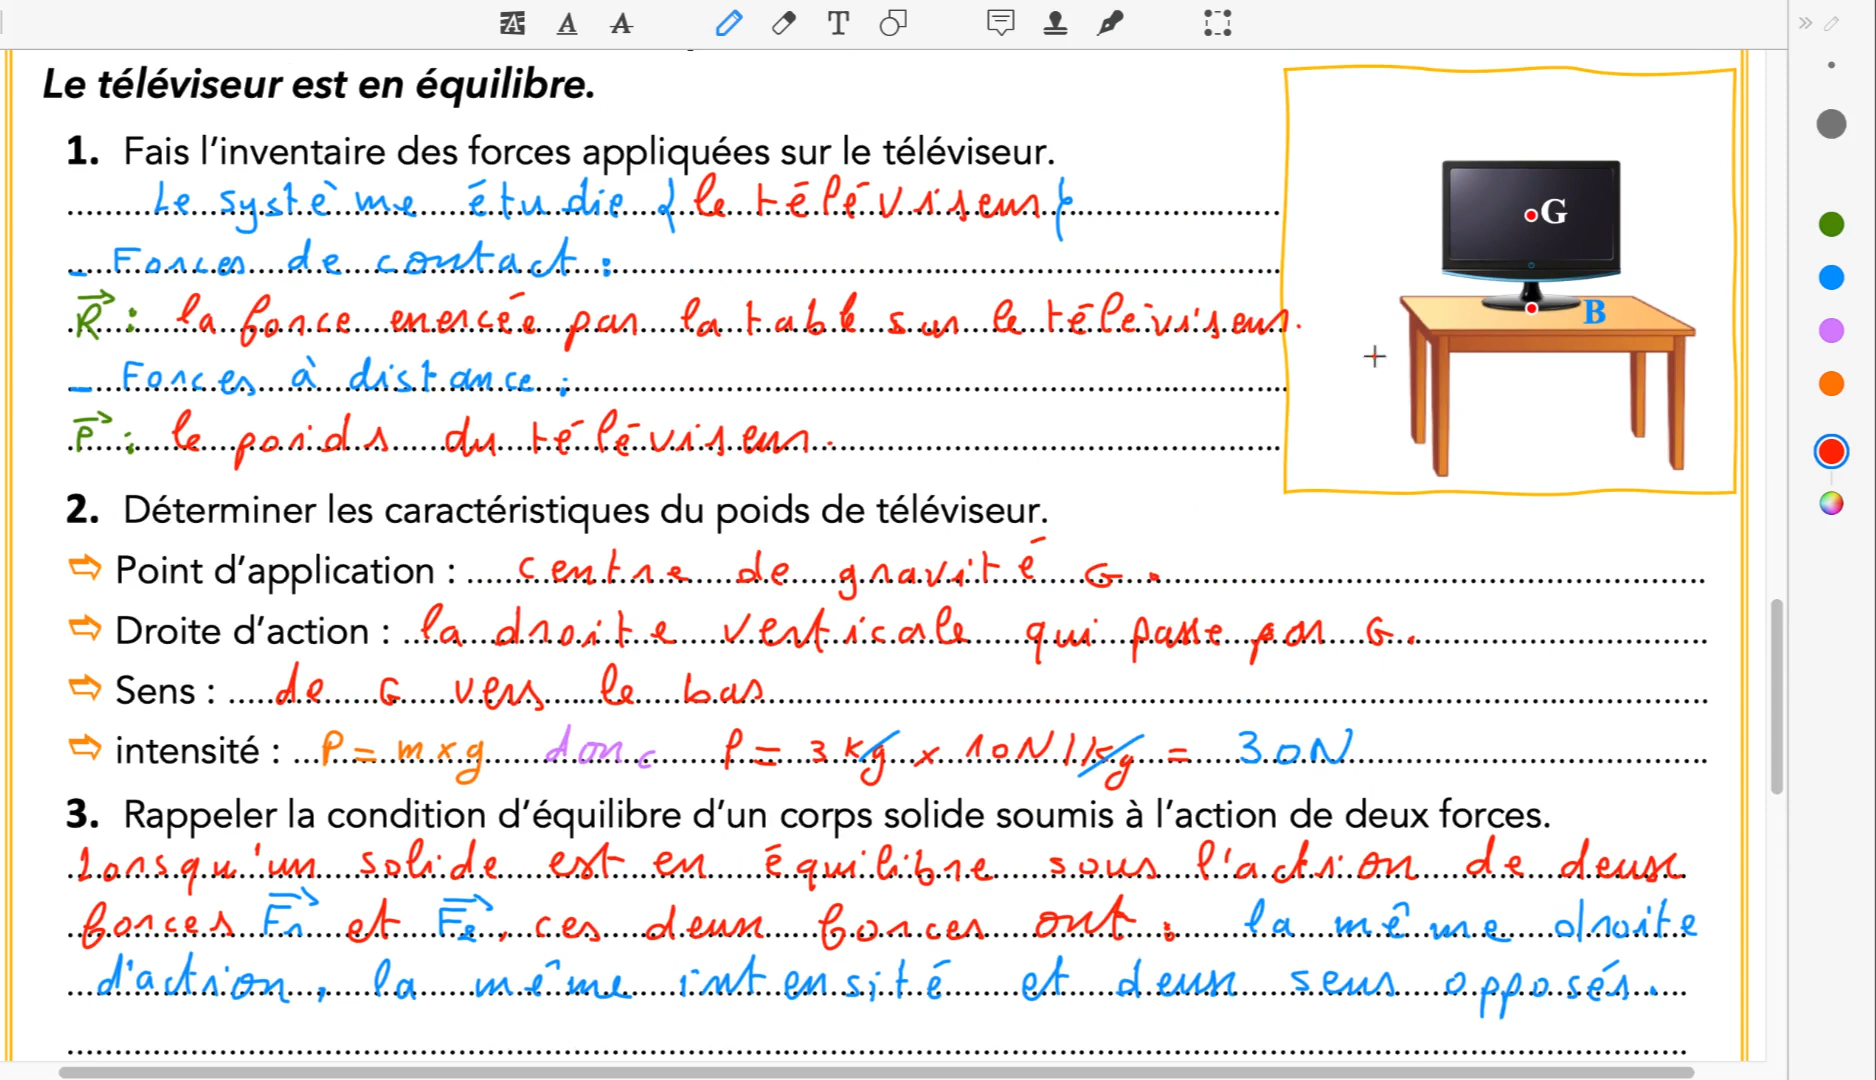 Le téléviseur est en équilibre.
1. Fais l'inventaire des forces appliquées sur le téléviseur.
Le système étudie { le téléviseur }
- Forces de contact :
R : la force exercée par la table sur le téléviseur.
- Forces à distance :
P : le poids du téléviseur.
G
B
2. Déterminer les caractéristiques du poids de téléviseur.
⇨ Point d'application : centre de gravité G.
⇨ Droite d'action : la droite verticale qui passe par G.
⇨ Sens : de G vers le bas
⇨ intensité : P = m x g donc P = 3 kg x 10 N/kg = 30N
3. Rappeler la condition d'équilibre d'un corps solide soumis à l'action de deux forces.
Lorsqu'un solide est en équilibre sous l'action de deux
forces F1 et F2, ces deux forces ont : la même droite
d'action, la même intensité et deux sens opposés.